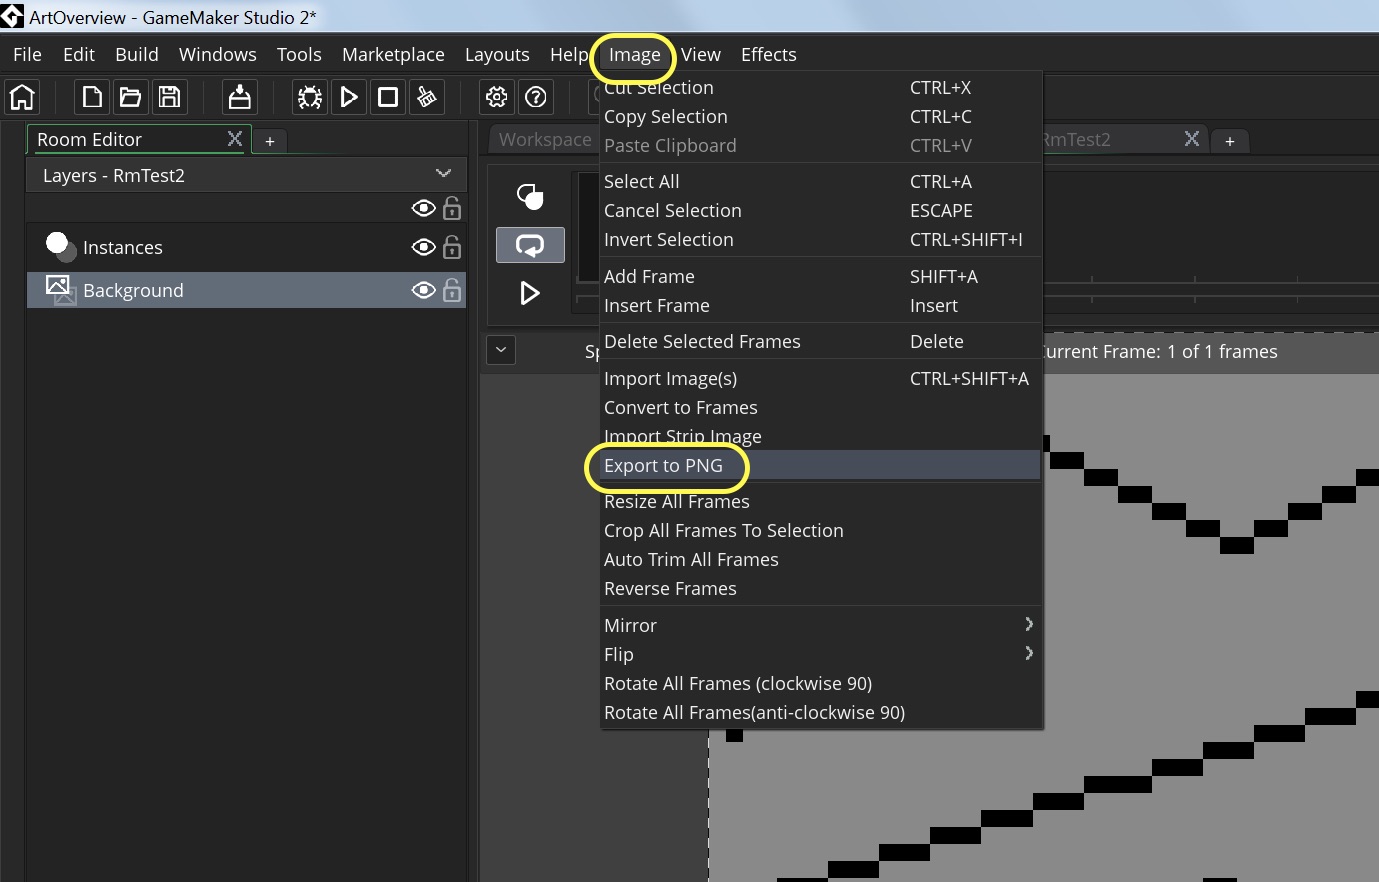 ArtOverview - GameMaker Studio 2*
File Edit Build Windows Tools Marketplace Layouts Help Image View Effects
Room Editor X +
Layers - RmTest2
Instances
Background
Workspace
RmTest2 X +
Cut Selection CTRL+X
Copy Selection CTRL+C
Paste Clipboard CTRL+V
Select All CTRL+A
Cancel Selection ESCAPE
Invert Selection CTRL+SHIFT+I
Add Frame SHIFT+A
Insert Frame Insert
Delete Selected Frames Delete
Import Image(s) CTRL+SHIFT+A
Convert to Frames
Import Strip Image
Export to PNG
Resize All Frames
Crop All Frames To Selection
Auto Trim All Frames
Reverse Frames
Mirror
Flip
Rotate All Frames (clockwise 90)
Rotate All Frames(anti-clockwise 90)
Current Frame: 1 of 1 frames